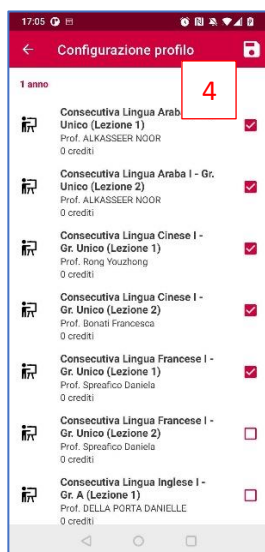 17:05
Configurazione profilo
4
1 anno
Consecutiva Lingua Araba
Unico (Lezione 1)
Prof. ALKASSEER NOOR
0 crediti
Consecutiva Lingua Araba I - Gr.
Unico (Lezione 2)
Prof. ALKASSEER NOOR
0 crediti
Consecutiva Lingua Cinese I -
Gr. Unico (Lezione 1)
Prof. Rong Youzhong
0 crediti
Consecutiva Lingua Cinese I -
Gr. Unico (Lezione 2)
Prof. Bonati Francesca
0 crediti
Consecutiva Lingua Francese I -
Gr. Unico (Lezione 1)
Prof. Spreafico Daniela
0 crediti
Consecutiva Lingua Francese I -
Gr. Unico (Lezione 2)
Prof. Spreafico Daniela
0 crediti
Consecutiva Lingua Inglese I -
Gr. A (Lezione 1)
Prof. DELLA PORTA DANIELLE
0 crediti